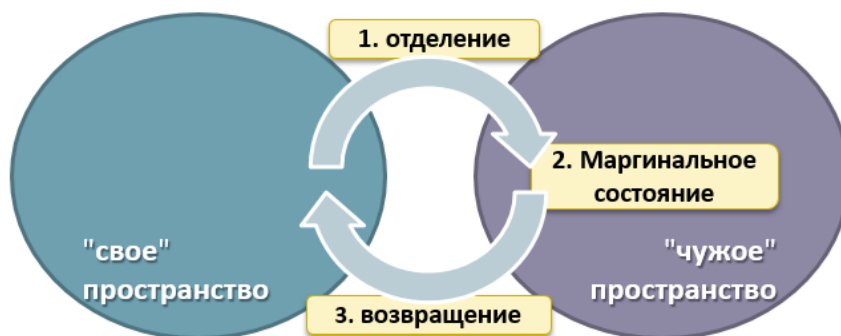 1. отделение
2. Маргинальное
состояние
"свое"
пространство
"чужое"
пространство
3. возвращение